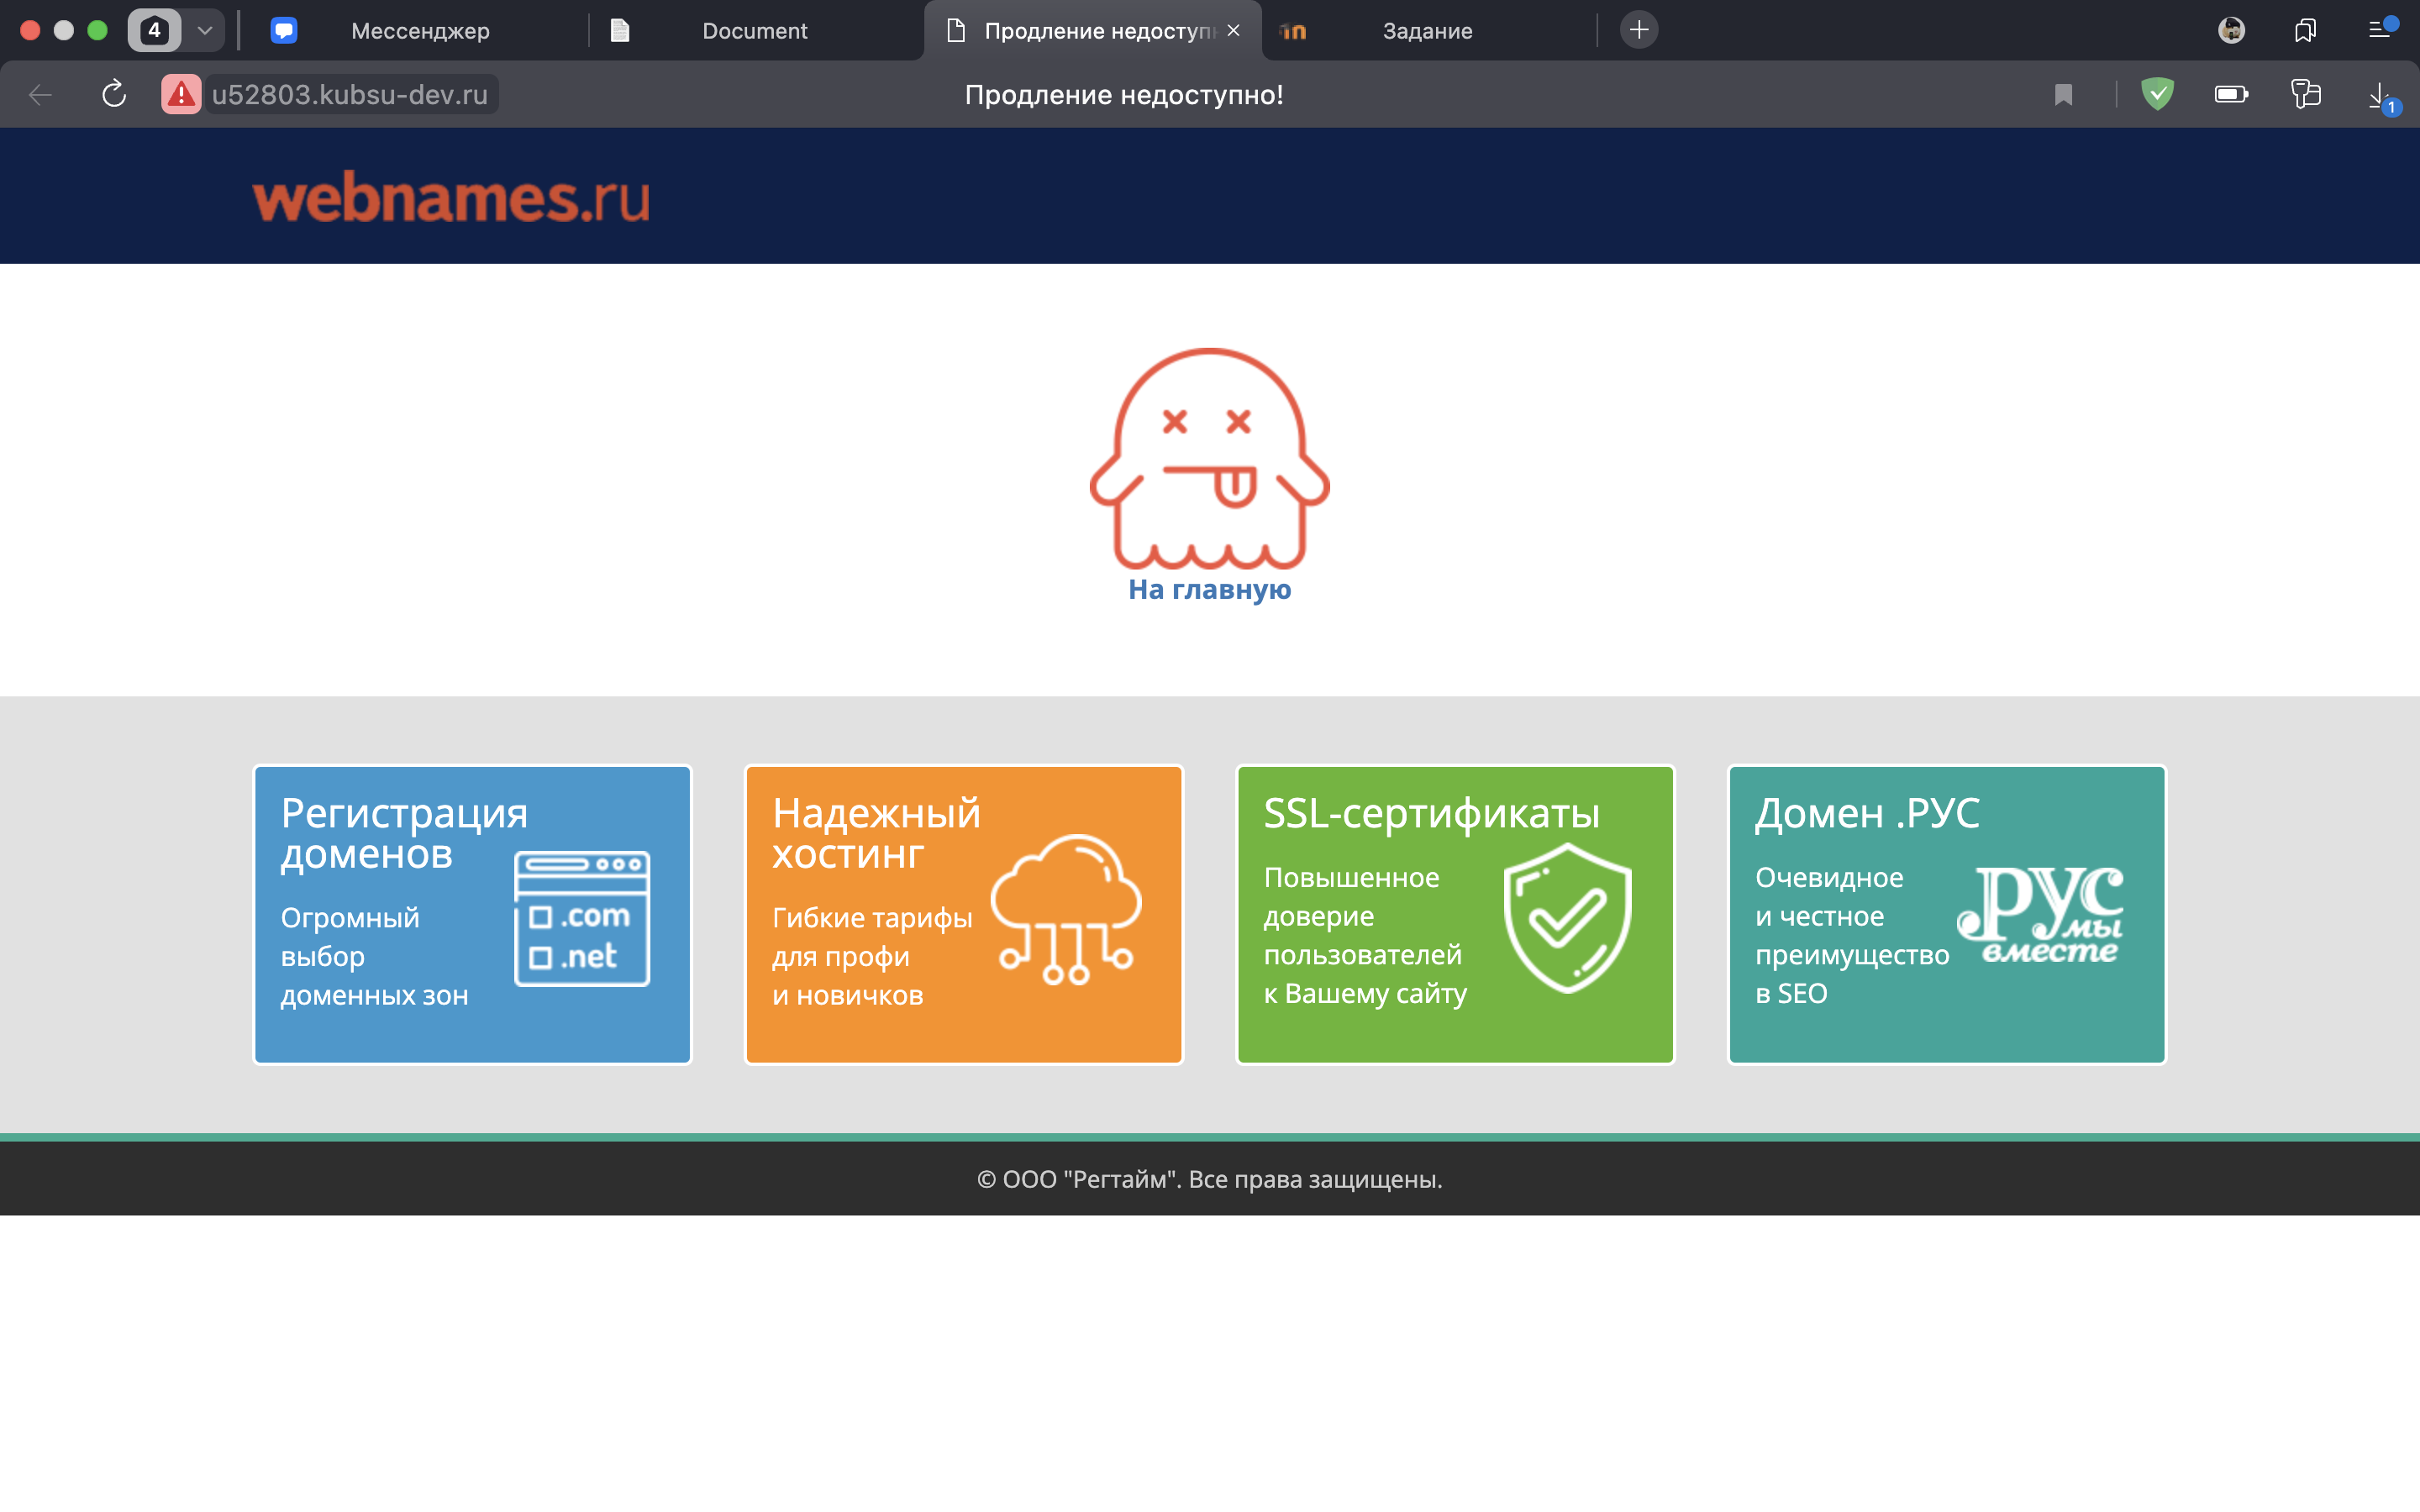 4
Мессенджер
Document
Продление недоступн
Задание
u52803.kubsu-dev.ru
Продление недоступно!
1
webnames.ru
На главную
Регистрация
доменов
Огромный
выбор
доменных зон
.com
.net
Надежный
хостинг
Гибкие тарифы
для профи
и новичков
SSL-сертификаты
Повышенное
доверие
пользователей
к Вашему сайту
Домен .РУС
Очевидное
и честное
преимущество
в SEO
.рус
мы
вместе
© ООО "Регтайм". Все права защищены.